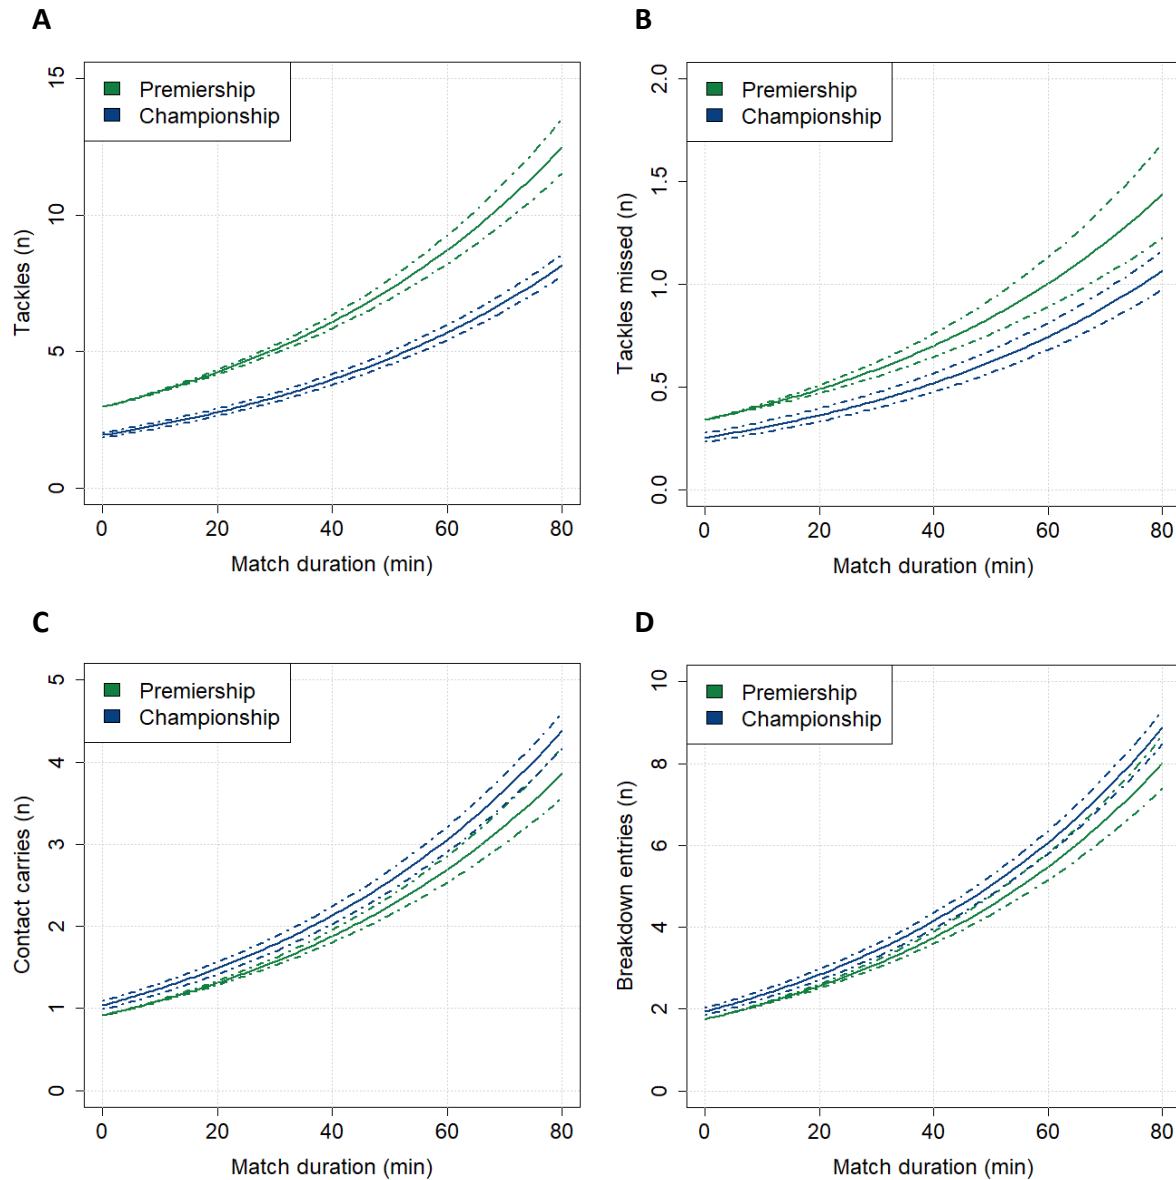 A
Premiership
Championship
15
10
5
0
Tackles (n)
0 20 40 60 80
Match duration (min)
B
Premiership
Championship
2.0
1.5
1.0
0.5
0.0
Tackles missed (n)
0 20 40 60 80
Match duration (min)
C
Premiership
Championship
5
4
3
2
1
0
Contact carries (n)
0 20 40 60 80
Match duration (min)
D
Premiership
Championship
10
8
6
4
2
0
Breakdown entries (n)
0 20 40 60 80
Match duration (min)